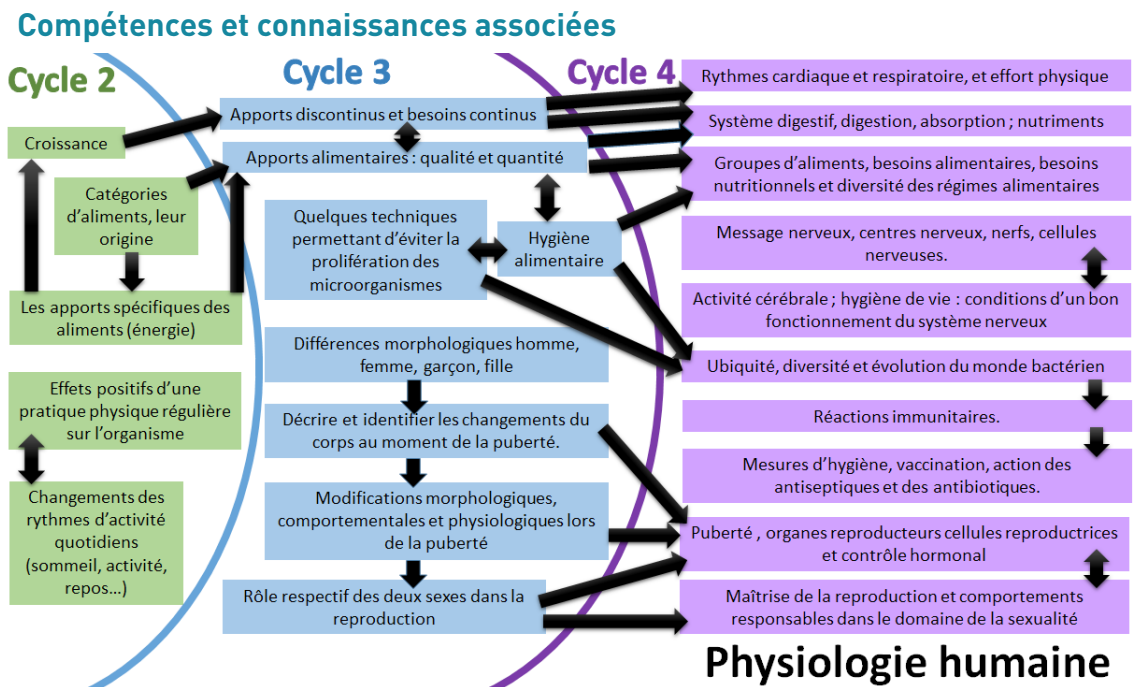 Compétences et connaissances associées
Cycle 2
Croissance
Catégories
d'aliments, leur
origine
Les apports spécifiques des
aliments (énergie)
Effets positifs d'une
pratique physique régulière
sur l'organisme
Changements des
rythmes d'activité
quotidiens
(sommeil, activité,
repos...)
Cycle 3
Apports discontinus et besoins continus
Apports alimentaires : qualité et quantité
Quelques techniques
permettant d'éviter la
prolifération des
microorganismes
Hygiène
alimentaire
Différences morphologiques homme,
femme, garçon, fille
Décrire et identifier les changements du
corps au moment de la puberté.
Modifications morphologiques,
comportementales et physiologiques lors
de la puberté
Rôle respectif des deux sexes dans la
reproduction
Cycle 4
Rythmes cardiaque et respiratoire, et effort physique
Système digestif, digestion, absorption ; nutriments
Groupes d'aliments, besoins alimentaires, besoins
nutritionnels et diversité des régimes alimentaires
Message nerveux, centres nerveux, nerfs, cellules
nerveuses.
Activité cérébrale ; hygiène de vie : conditions d'un bon
fonctionnement du système nerveux
Ubiquité, diversité et évolution du monde bactérien
Réactions immunitaires.
Mesures d'hygiène, vaccination, action des
antiseptiques et des antibiotiques.
Puberté , organes reproducteurs cellules reproductrices
et contrôle hormonal
Maîtrise de la reproduction et comportements
responsables dans le domaine de la sexualité
Physiologie humaine